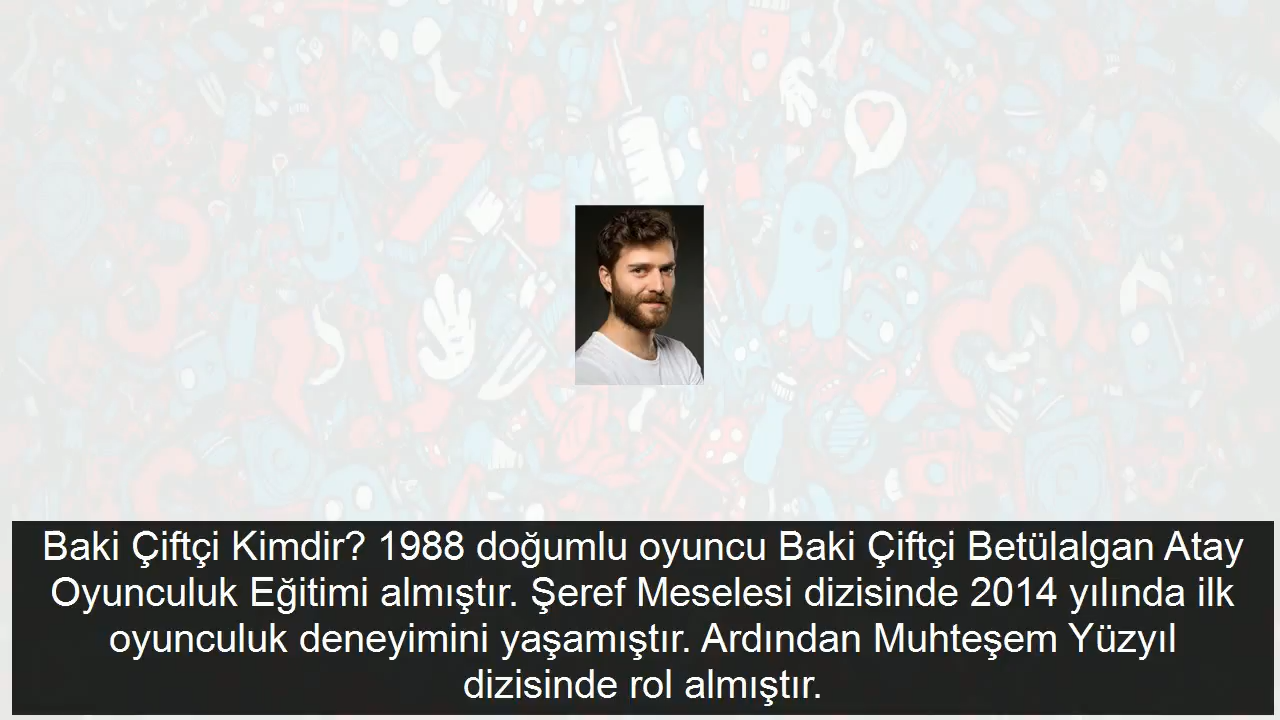 Baki Çiftçi Kimdir? 1988 doğumlu oyuncu Baki Çiftçi Betülalgan Atay
Oyunculuk Eğitimi almıştır. Şeref Meselesi dizisinde 2014 yılında ilk
oyunculuk deneyimini yaşamıştır. Ardından Muhteşem Yüzyıl
dizisinde rol almıştır.